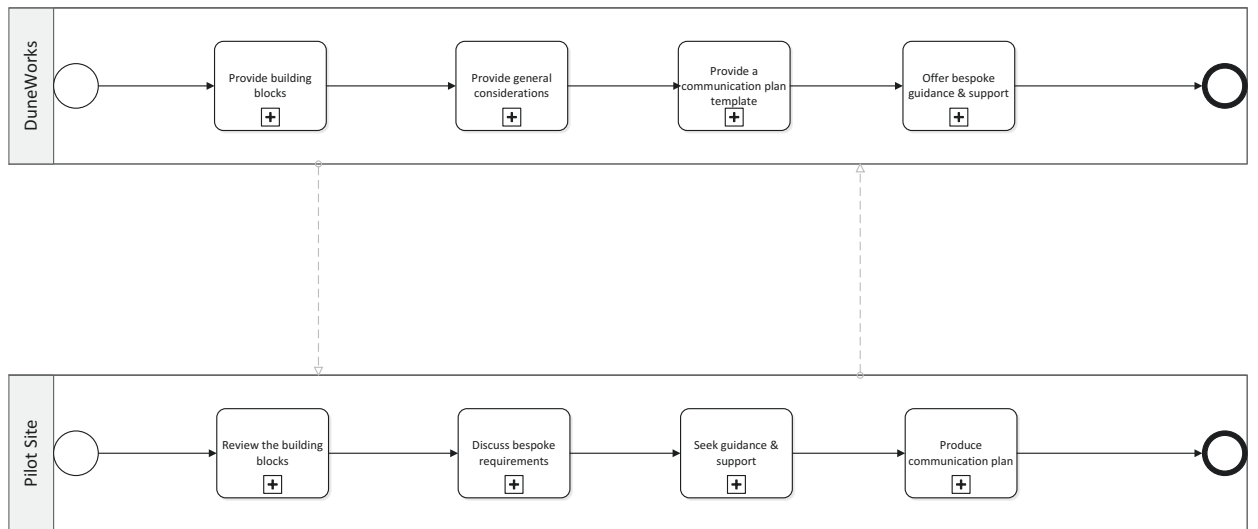 DuneWorks
Provide building
blocks
Provide general
considerations
Provide a
communication plan
template
Offer bespoke
guidance & support
Pilot Site
Review the building
blocks
Discuss bespoke
requirements
Seek guidance &
support
Produce
communication plan